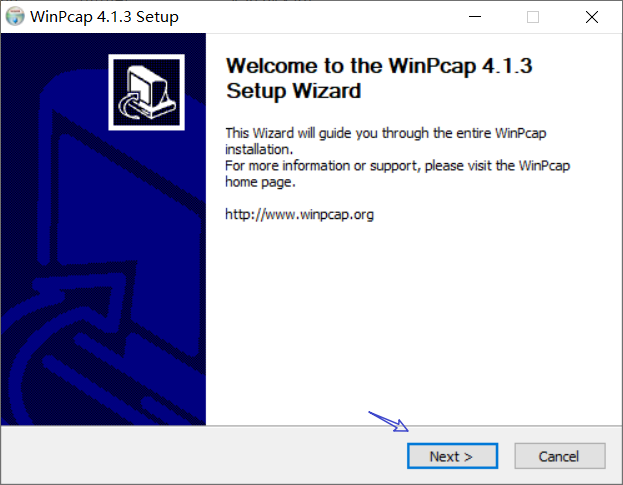 WinPcap 4.1.3 Setup
Welcome to the WinPcap 4.1.3
Setup Wizard
This Wizard will guide you through the entire WinPcap
installation.
For more information or support, please visit the WinPcap
home page.
http://www.winpcap.org
Next >
Cancel